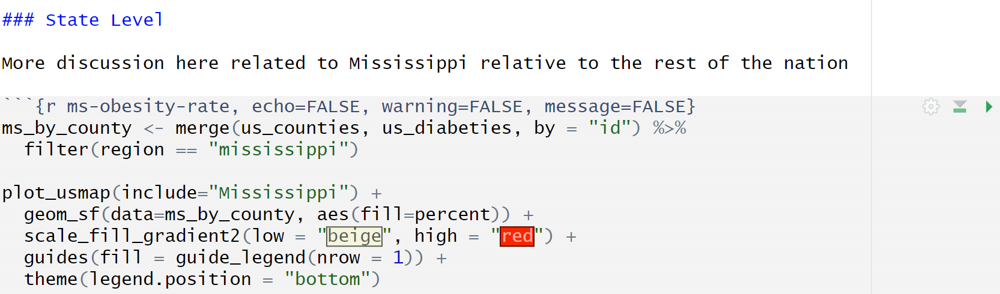 ### State Level
More discussion here related to Mississippi relative to the rest of the nation
```{r ms-obesity-rate, echo=FALSE, warning=FALSE, message=FALSE}
ms_by_county <- merge(us_counties, us_diabeties, by = "id") %>%
  filter(region == "mississippi")
plot_usmap(include="Mississippi") +
  geom_sf(data=ms_by_county, aes(fill=percent)) +
  scale_fill_gradient2(low = "beige", high = "red") +
  guides(fill = guide_legend(nrow = 1)) +
  theme(legend.position = "bottom")